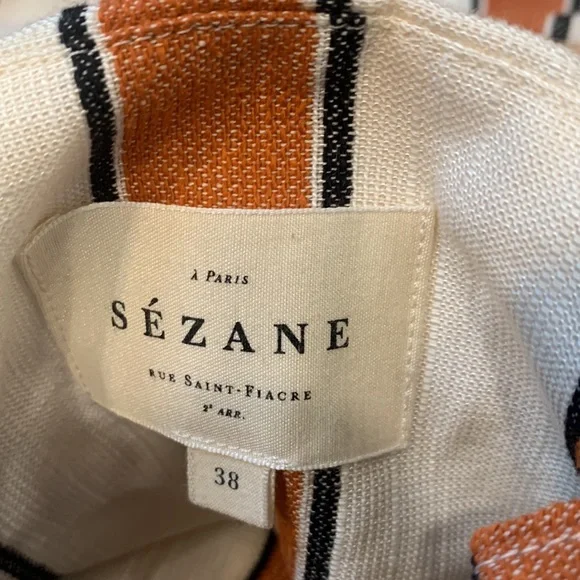 À PARIS
SÉZANE
RUE SAINT-FIACRE
2e ARR.
38